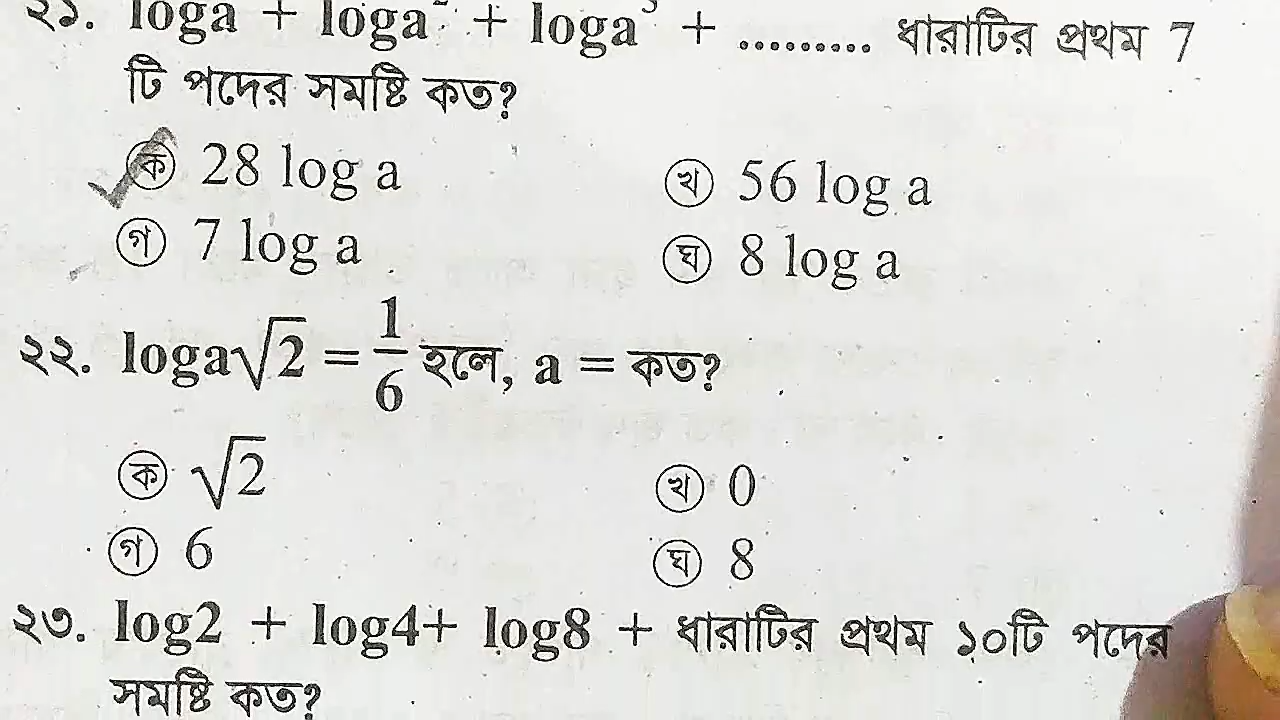 ২১. loga + loga² + loga³ + ......... ধারাটির প্রথম 7
টি পদের সমষ্টি কত?
ক 28 log a খ 56 log a
গ 7 log a ঘ 8 log a
২২. loga√2 = 1/6 হলে, a = কত?
ক √2 খ 0
গ 6 ঘ 8
২৩. log2 + log4+ log8 + ধারাটির প্রথম ১০টি পদের
সমষ্টি কত?